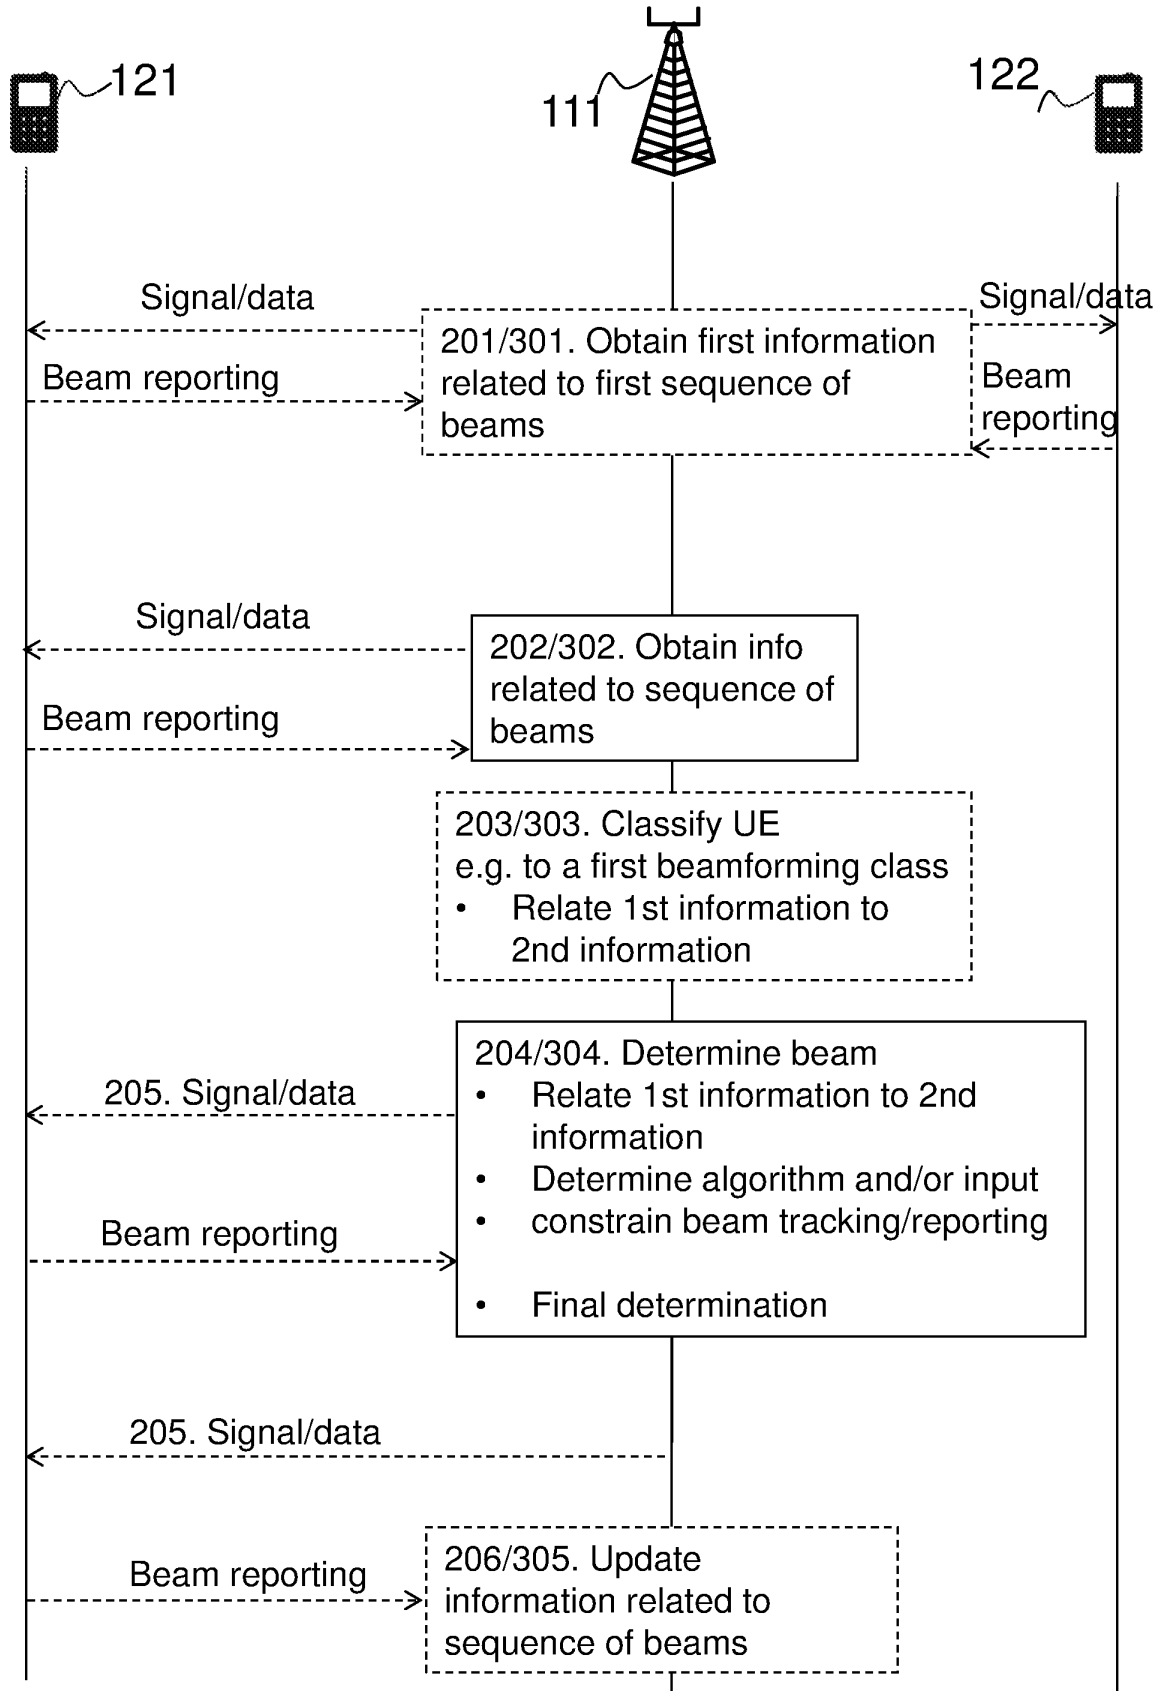 121
111
122
Signal/data
Signal/data
201/301. Obtain first information
related to first sequence of
beams
Beam reporting
Beam
reporting
Signal/data
202/302. Obtain info
related to sequence of
beams
Beam reporting
203/303. Classify UE
e.g. to a first beamforming class
• Relate 1st information to
2nd information
204/304. Determine beam
• Relate 1st information to 2nd
information
• Determine algorithm and/or input
• constrain beam tracking/reporting
• Final determination
205. Signal/data
Beam reporting
205. Signal/data
Beam reporting
206/305. Update
information related to
sequence of beams